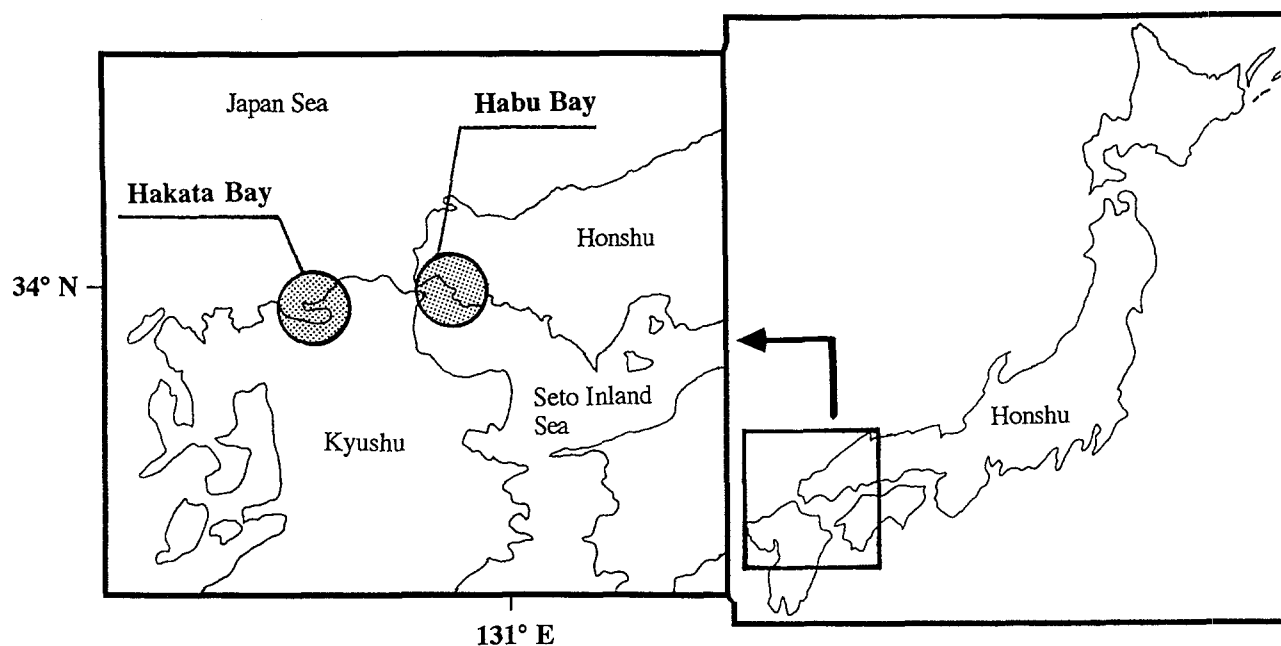 Japan Sea
Habu Bay
Hakata Bay
Honshu
34° N
Seto Inland
Sea
Kyushu
131° E
Honshu